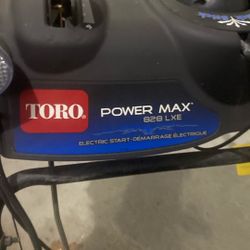 TORO
POWER MAX
828 LXE
ELECTRIC START-DÉMARRAGE ÉLECTRIQUE